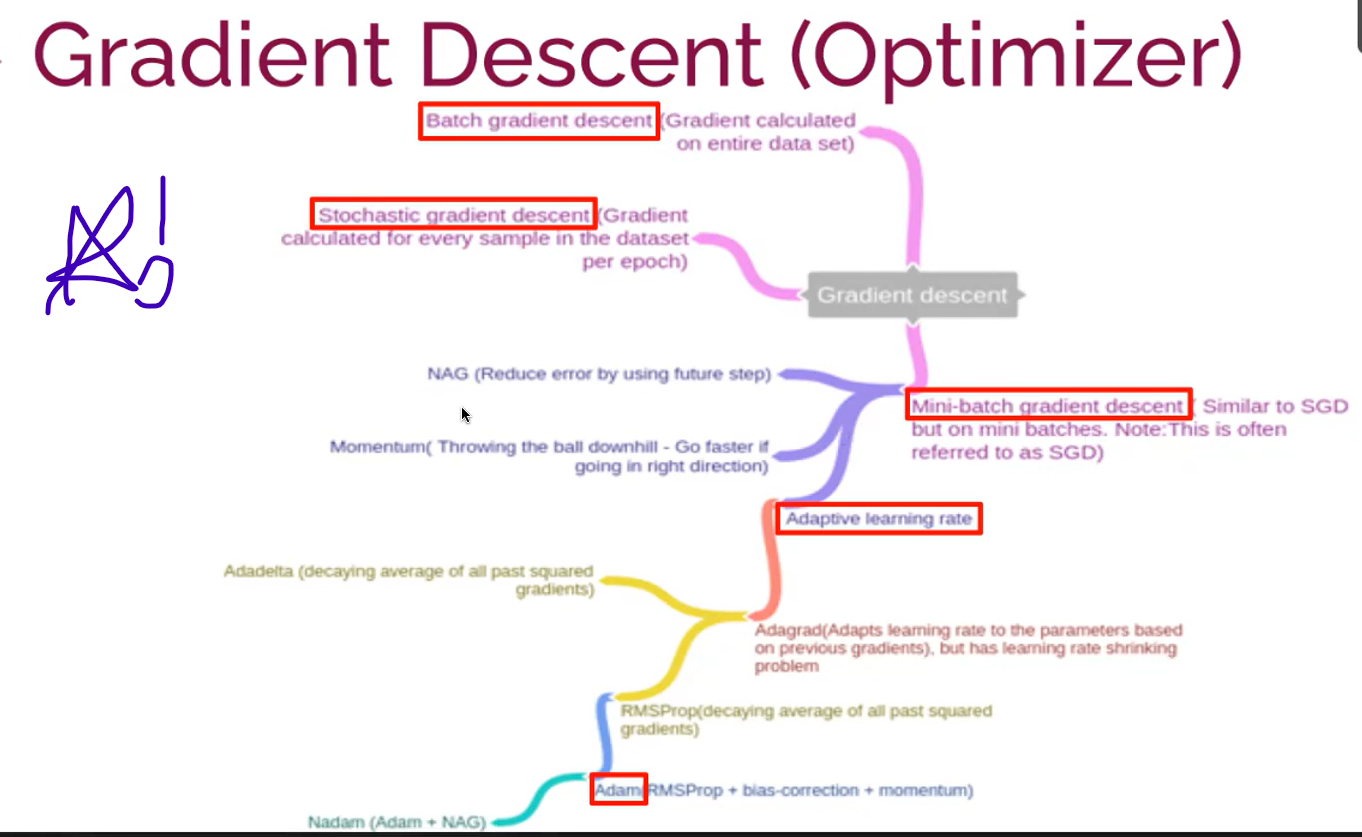 Gradient Descent (Optimizer)
Batch gradient descent (Gradient calculated
on entire data set)
Stochastic gradient descent (Gradient
calculated for every sample in the dataset
per epoch)
Gradient descent
NAG (Reduce error by using future step)
Mini-batch gradient descent ( Similar to SGD
but on mini batches. Note:This is often
referred to as SGD)
Momentum( Throwing the ball downhill - Go faster if
going in right direction)
Adaptive learning rate
Adadelta (decaying average of all past squared
gradients)
Adagrad(Adapts learning rate to the parameters based
on previous gradients), but has learning rate shrinking
problem
RMSProp(decaying average of all past squared
gradients)
Adam(RMSProp + bias-correction + momentum)
Nadam (Adam + NAG)